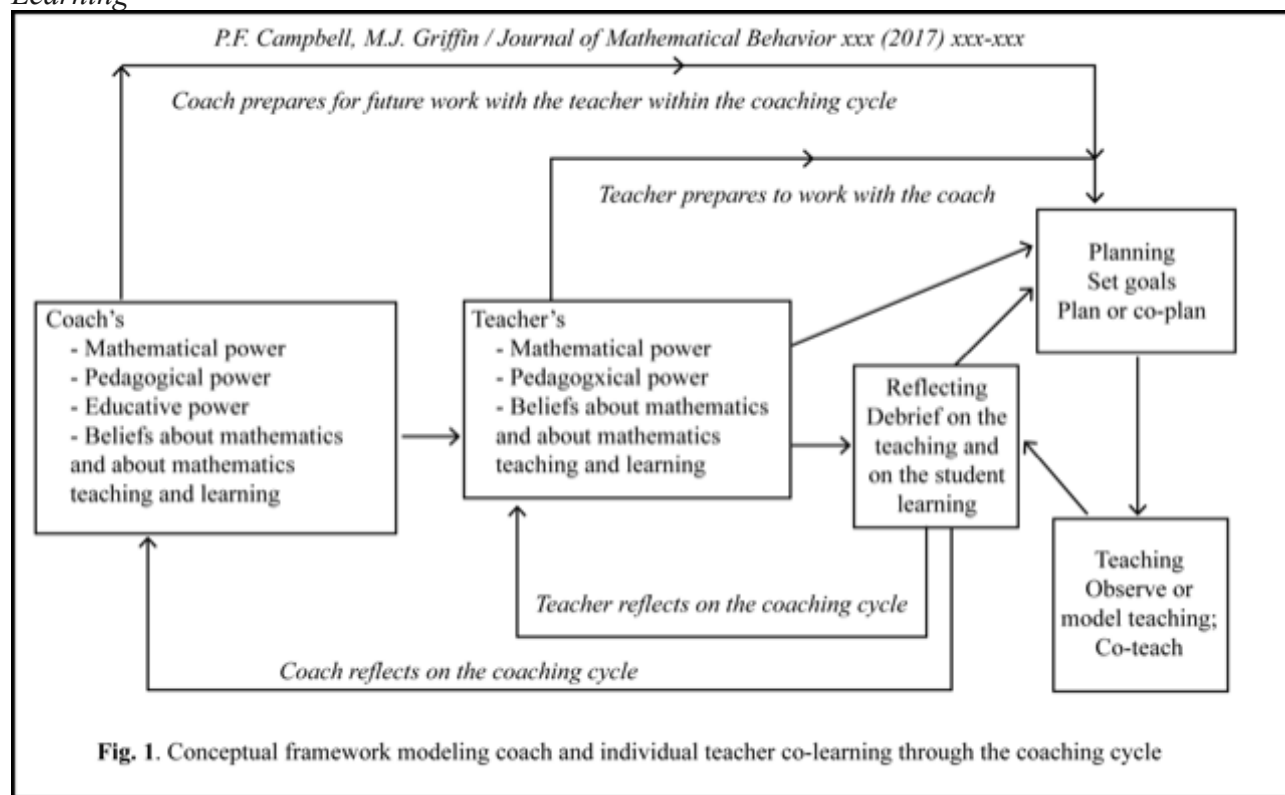 Learning
P.F. Campbell, M.J. Griffin / Journal of Mathematical Behavior xxx (2017) xxx-xxx
Coach prepares for future work with the teacher within the coaching cycle
Teacher prepares to work with the coach
Planning
Set goals
Plan or co-plan
Coach's
- Mathematical power
- Pedagogical power
- Educative power
- Beliefs about mathematics
and about mathematics
teaching and learning
Teacher's
- Mathematical power
- Pedagogxical power
- Beliefs about mathematics
and about mathematics
teaching and learning
Reflecting
Debrief on the
teaching and
on the student
learning
Teaching
Observe or
model teaching;
Co-teach
Teacher reflects on the coaching cycle
Coach reflects on the coaching cycle
Fig. 1. Conceptual framework modeling coach and individual teacher co-learning through the coaching cycle